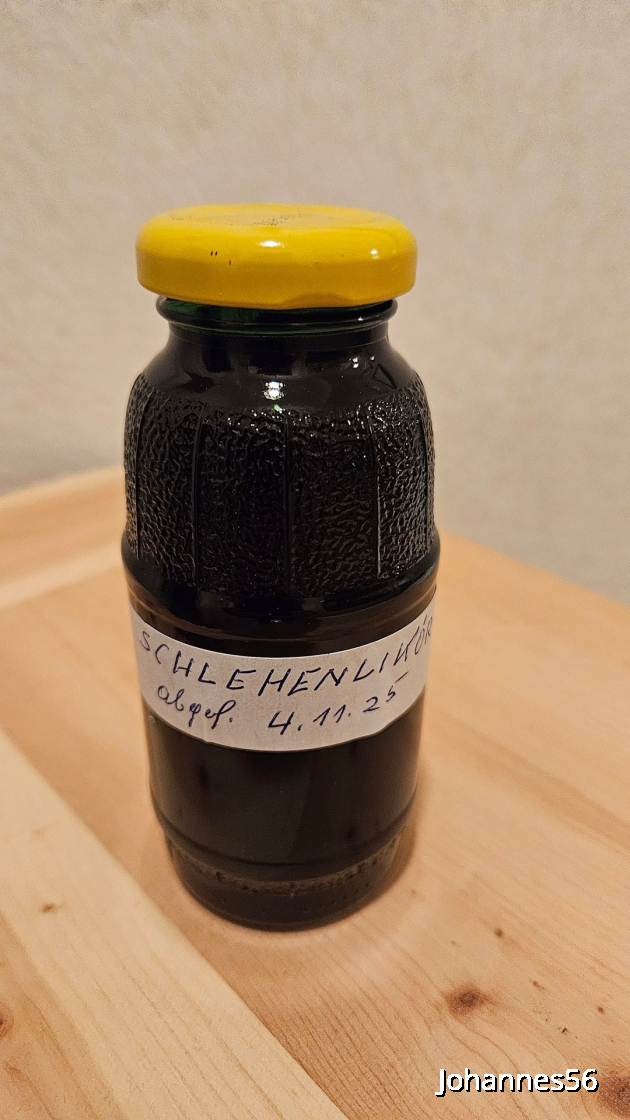 SCHLEHENLIKÖR
abgef. 4.11.25
Johannes56